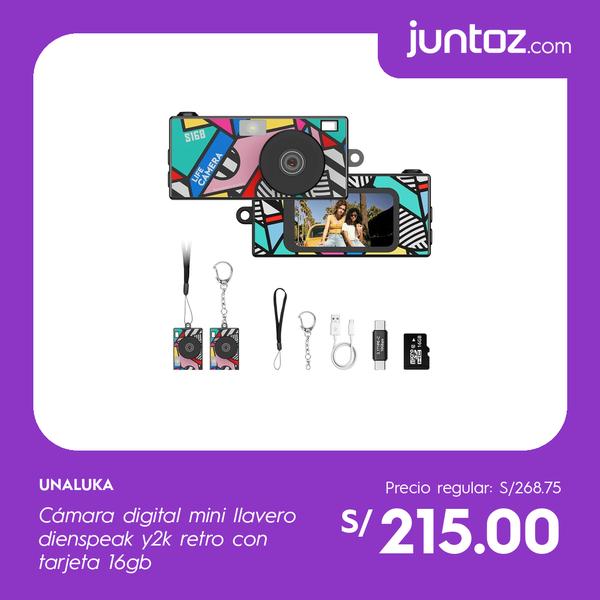 juntoz.com
S168
LIFE
CAMERA
16GB
UNALUKA
Cámara digital mini llavero
dienspeak y2k retro con
tarjeta 16gb
Precio regular: S/268.75
S/215.00